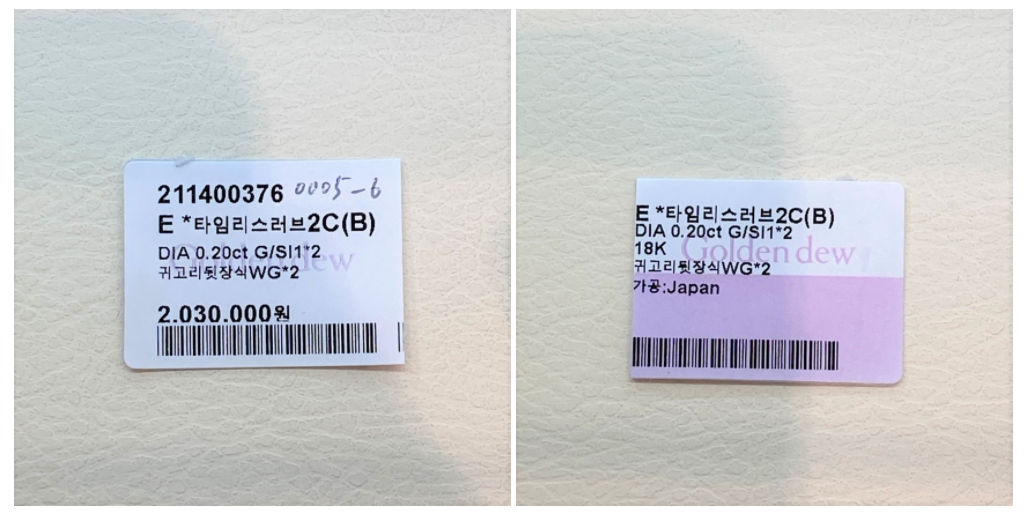 211400376 0005-6
E *타임리스러브2C(B)
DIA 0.20ct G/SI1*2
Golden dew
귀고리뒷장식WG*2
2.030.000원
E *타임리스러브2C(B)
DIA 0.20ct G/SI1*2
18K
Golden dew
귀고리뒷장식WG*2
가공:Japan